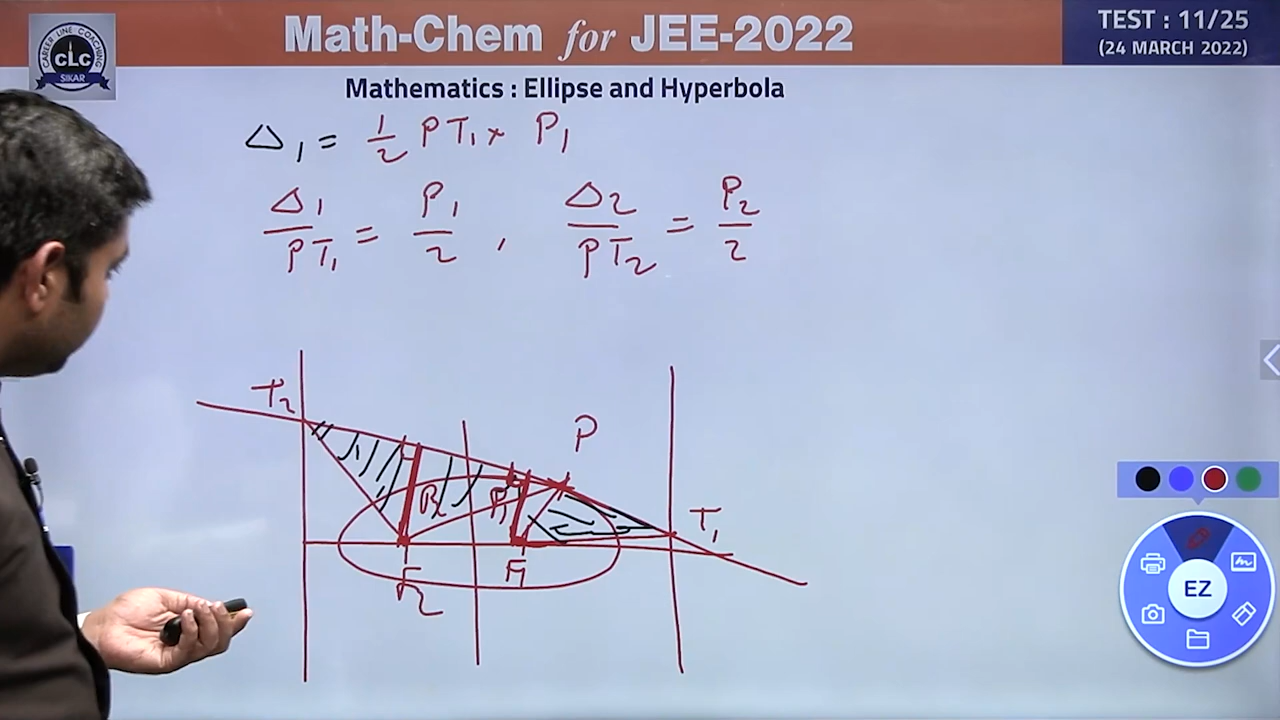 CAREER LINE COACHING
CLC
SIKAR
Math-Chem for JEE-2022
TEST : 11/25
(24 MARCH 2022)
Mathematics : Ellipse and Hyperbola
Δ₁ = 1/2 PT₁ × P₁
Δ₁/PT₁ = P₁/2 , Δ₂/PT₂ = P₂/2
T₂
P
P₂
P₁
T₁
F₂
F₁
EZ